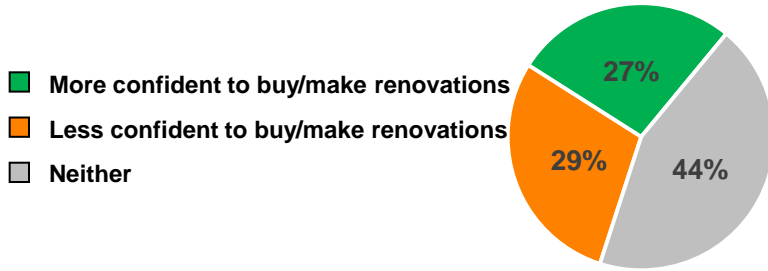 27%
More confident to buy/make renovations
Less confident to buy/make renovations
29%
44%
Neither